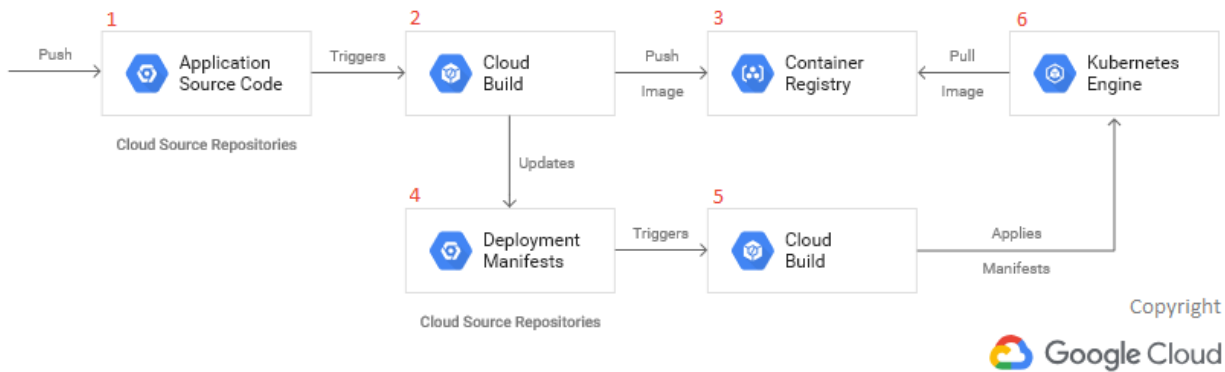 1
2
3
6
Push
Application
Source Code
Triggers
Cloud
Build
Push
Image
Container
Registry
Pull
Image
Kubernetes
Engine
Cloud Source Repositories
Updates
4
5
Deployment
Manifests
Triggers
Cloud
Build
Applies
Manifests
Cloud Source Repositories
Copyright
Google Cloud